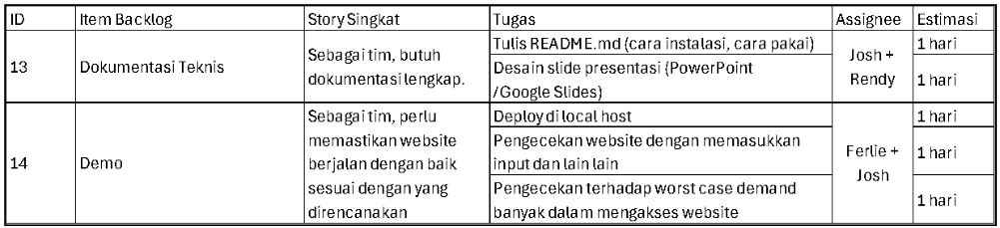 ID Item Backlog Story Singkat Tugas Assignee Estimasi
13 Dokumentasi Teknis
Sebagai tim, butuh
dokumentasi lengkap.
Tulis README.md (cara instalasi, cara pakai)
Desain slide presentasi (PowerPoint
/Google Slides)
Josh +
Rendy
1 hari
1 hari
14 Demo
Sebagai tim, perlu
memastikan website
berjalan dengan baik
sesuai dengan yang
direncanakan
Deploy di local host
Pengecekan website dengan memasukkan
input dan lain lain
Pengecekan terhadap worst case demand
banyak dalam mengakses website
Ferlie +
Josh
1 hari
1 hari
1 hari